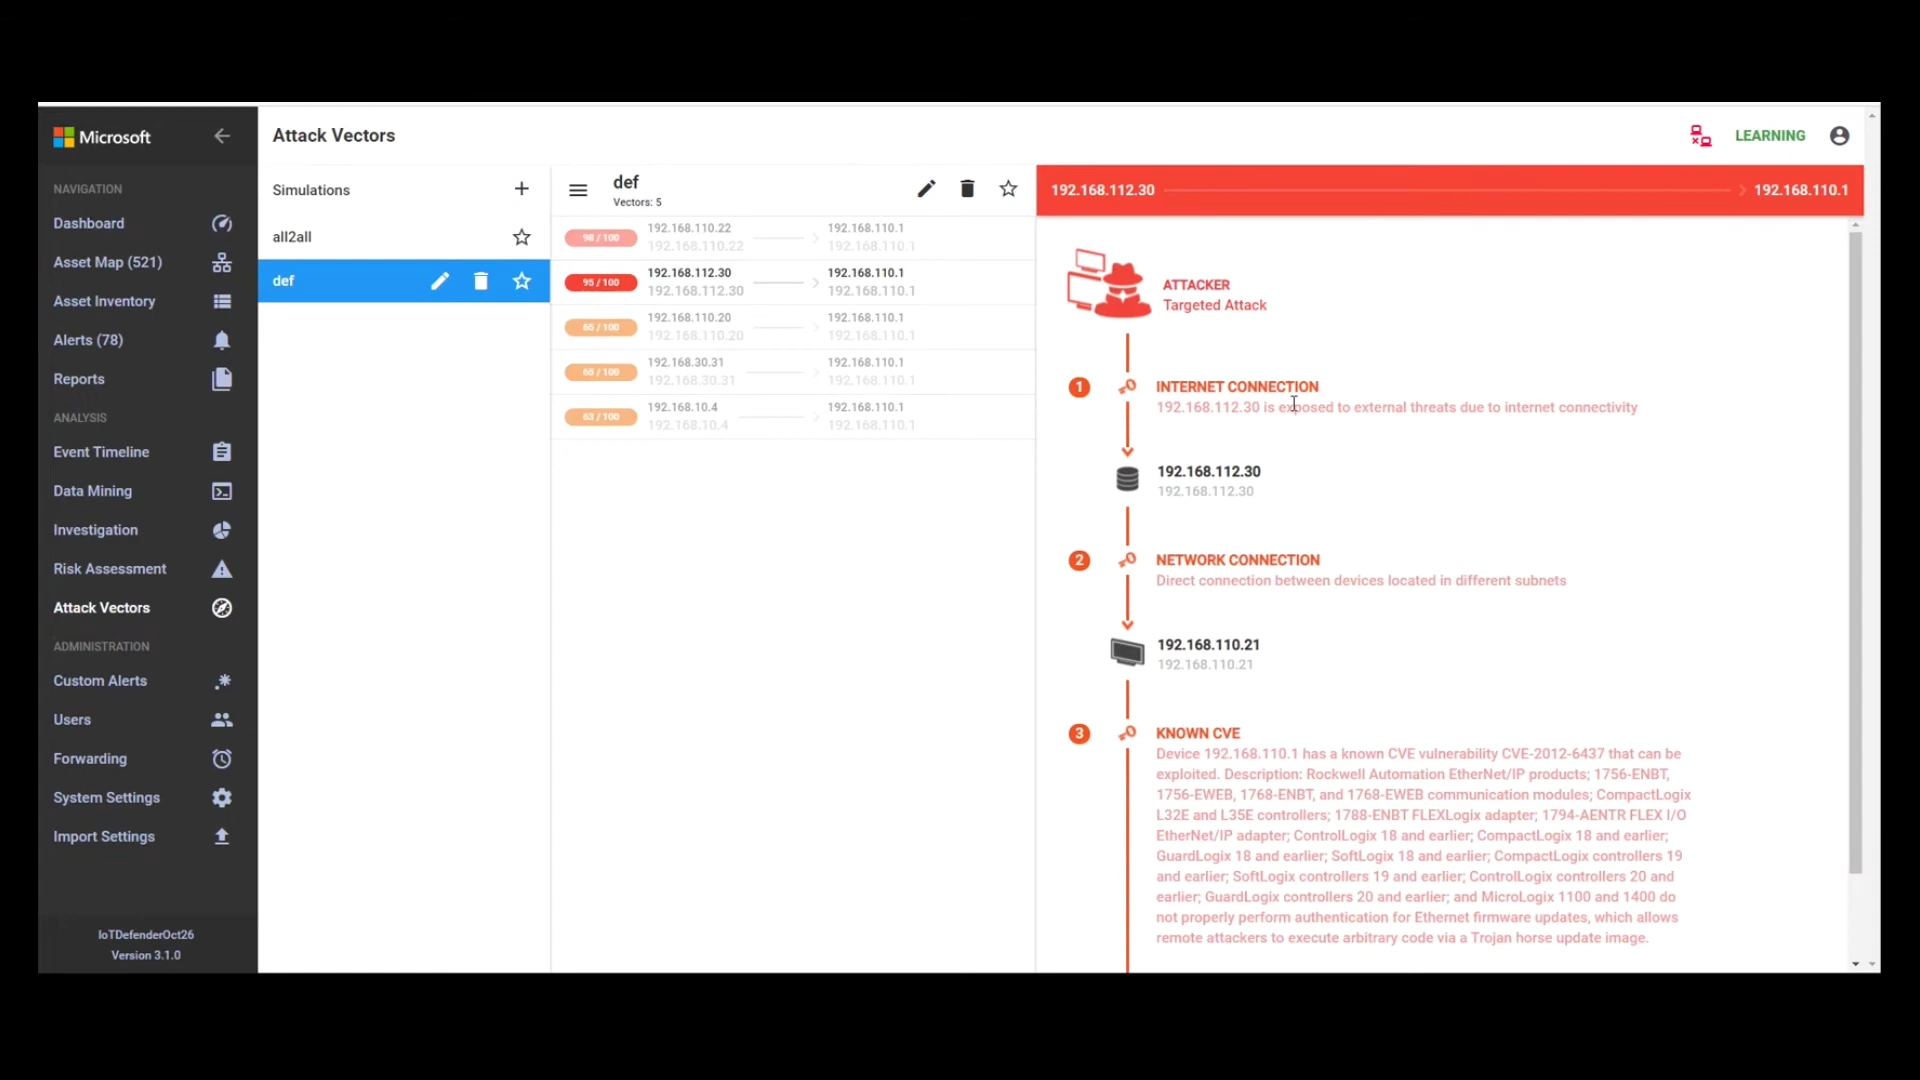 Microsoft
Attack Vectors
LEARNING
NAVIGATION
Dashboard
Asset Map (521)
Asset Inventory
Alerts (78)
Reports
ANALYSIS
Event Timeline
Data Mining
Investigation
Risk Assessment
Attack Vectors
ADMINISTRATION
Custom Alerts
Users
Forwarding
System Settings
Import Settings
IoTDefenderOct26
Version 3.1.0
Simulations
all2all
def
def
Vectors: 5
98 / 100
192.168.110.22 192.168.110.1
192.168.110.22 192.168.110.1
95 / 100
192.168.112.30 192.168.110.1
192.168.112.30 192.168.110.1
65 / 100
192.168.110.20 192.168.110.1
192.168.110.20 192.168.110.1
65 / 100
192.168.30.31 192.168.110.1
192.168.30.31 192.168.110.1
63 / 100
192.168.10.4 192.168.110.1
192.168.10.4 192.168.110.1
192.168.112.30 192.168.110.1
ATTACKER
Targeted Attack
1 INTERNET CONNECTION
192.168.112.30 is exposed to external threats due to internet connectivity
192.168.112.30
192.168.112.30
2 NETWORK CONNECTION
Direct connection between devices located in different subnets
192.168.110.21
192.168.110.21
3 KNOWN CVE
Device 192.168.110.1 has a known CVE vulnerability CVE-2012-6437 that can be
exploited. Description: Rockwell Automation EtherNet/IP products; 1756-ENBT,
1756-EWEB, 1768-ENBT, and 1768-EWEB communication modules; CompactLogix
L32E and L35E controllers; 1788-ENBT FLEXLogix adapter; 1794-AENTR FLEX I/O
EtherNet/IP adapter; ControlLogix 18 and earlier; CompactLogix 18 and earlier;
GuardLogix 18 and earlier; SoftLogix 18 and earlier; CompactLogix controllers 19
and earlier; SoftLogix controllers 19 and earlier; ControlLogix controllers 20 and
earlier; GuardLogix controllers 20 and earlier; and MicroLogix 1100 and 1400 do
not properly perform authentication for Ethernet firmware updates, which allows
remote attackers to execute arbitrary code via a Trojan horse update image.